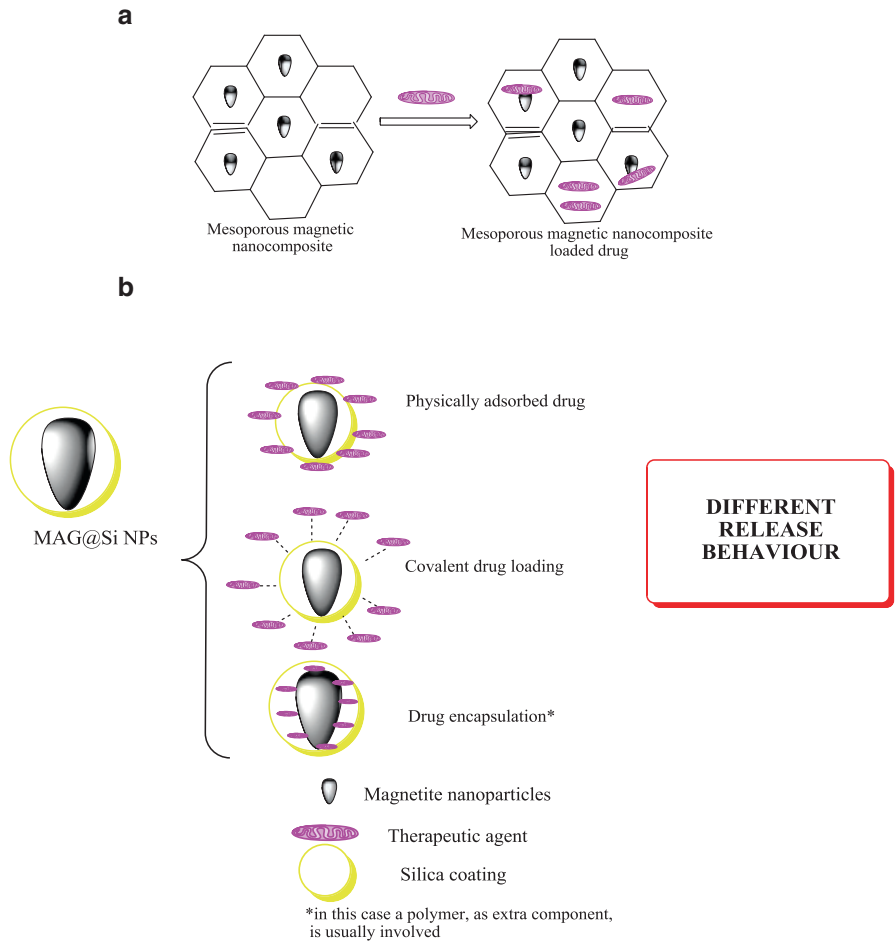 a
Mesoporous magnetic
nanocomposite
Mesoporous magnetic nanocomposite
loaded drug
b
MAG@Si NPs
Physically adsorbed drug
Covalent drug loading
Drug encapsulation*
DIFFERENT
RELEASE
BEHAVIOUR
Magnetite nanoparticles
Therapeutic agent
Silica coating
*in this case a polymer, as extra component,
is usually involved